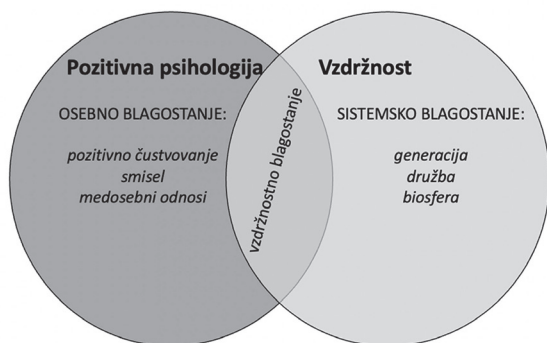 Pozitivna psihologija
OSEBNO BLAGOSTANJE:
pozitivno čustvovanje
smisel
medosebni odnosi
vzdržnostno blagostanje
Vzdržnost
SISTEMSKO BLAGOSTANJE:
generacija
družba
biosfera